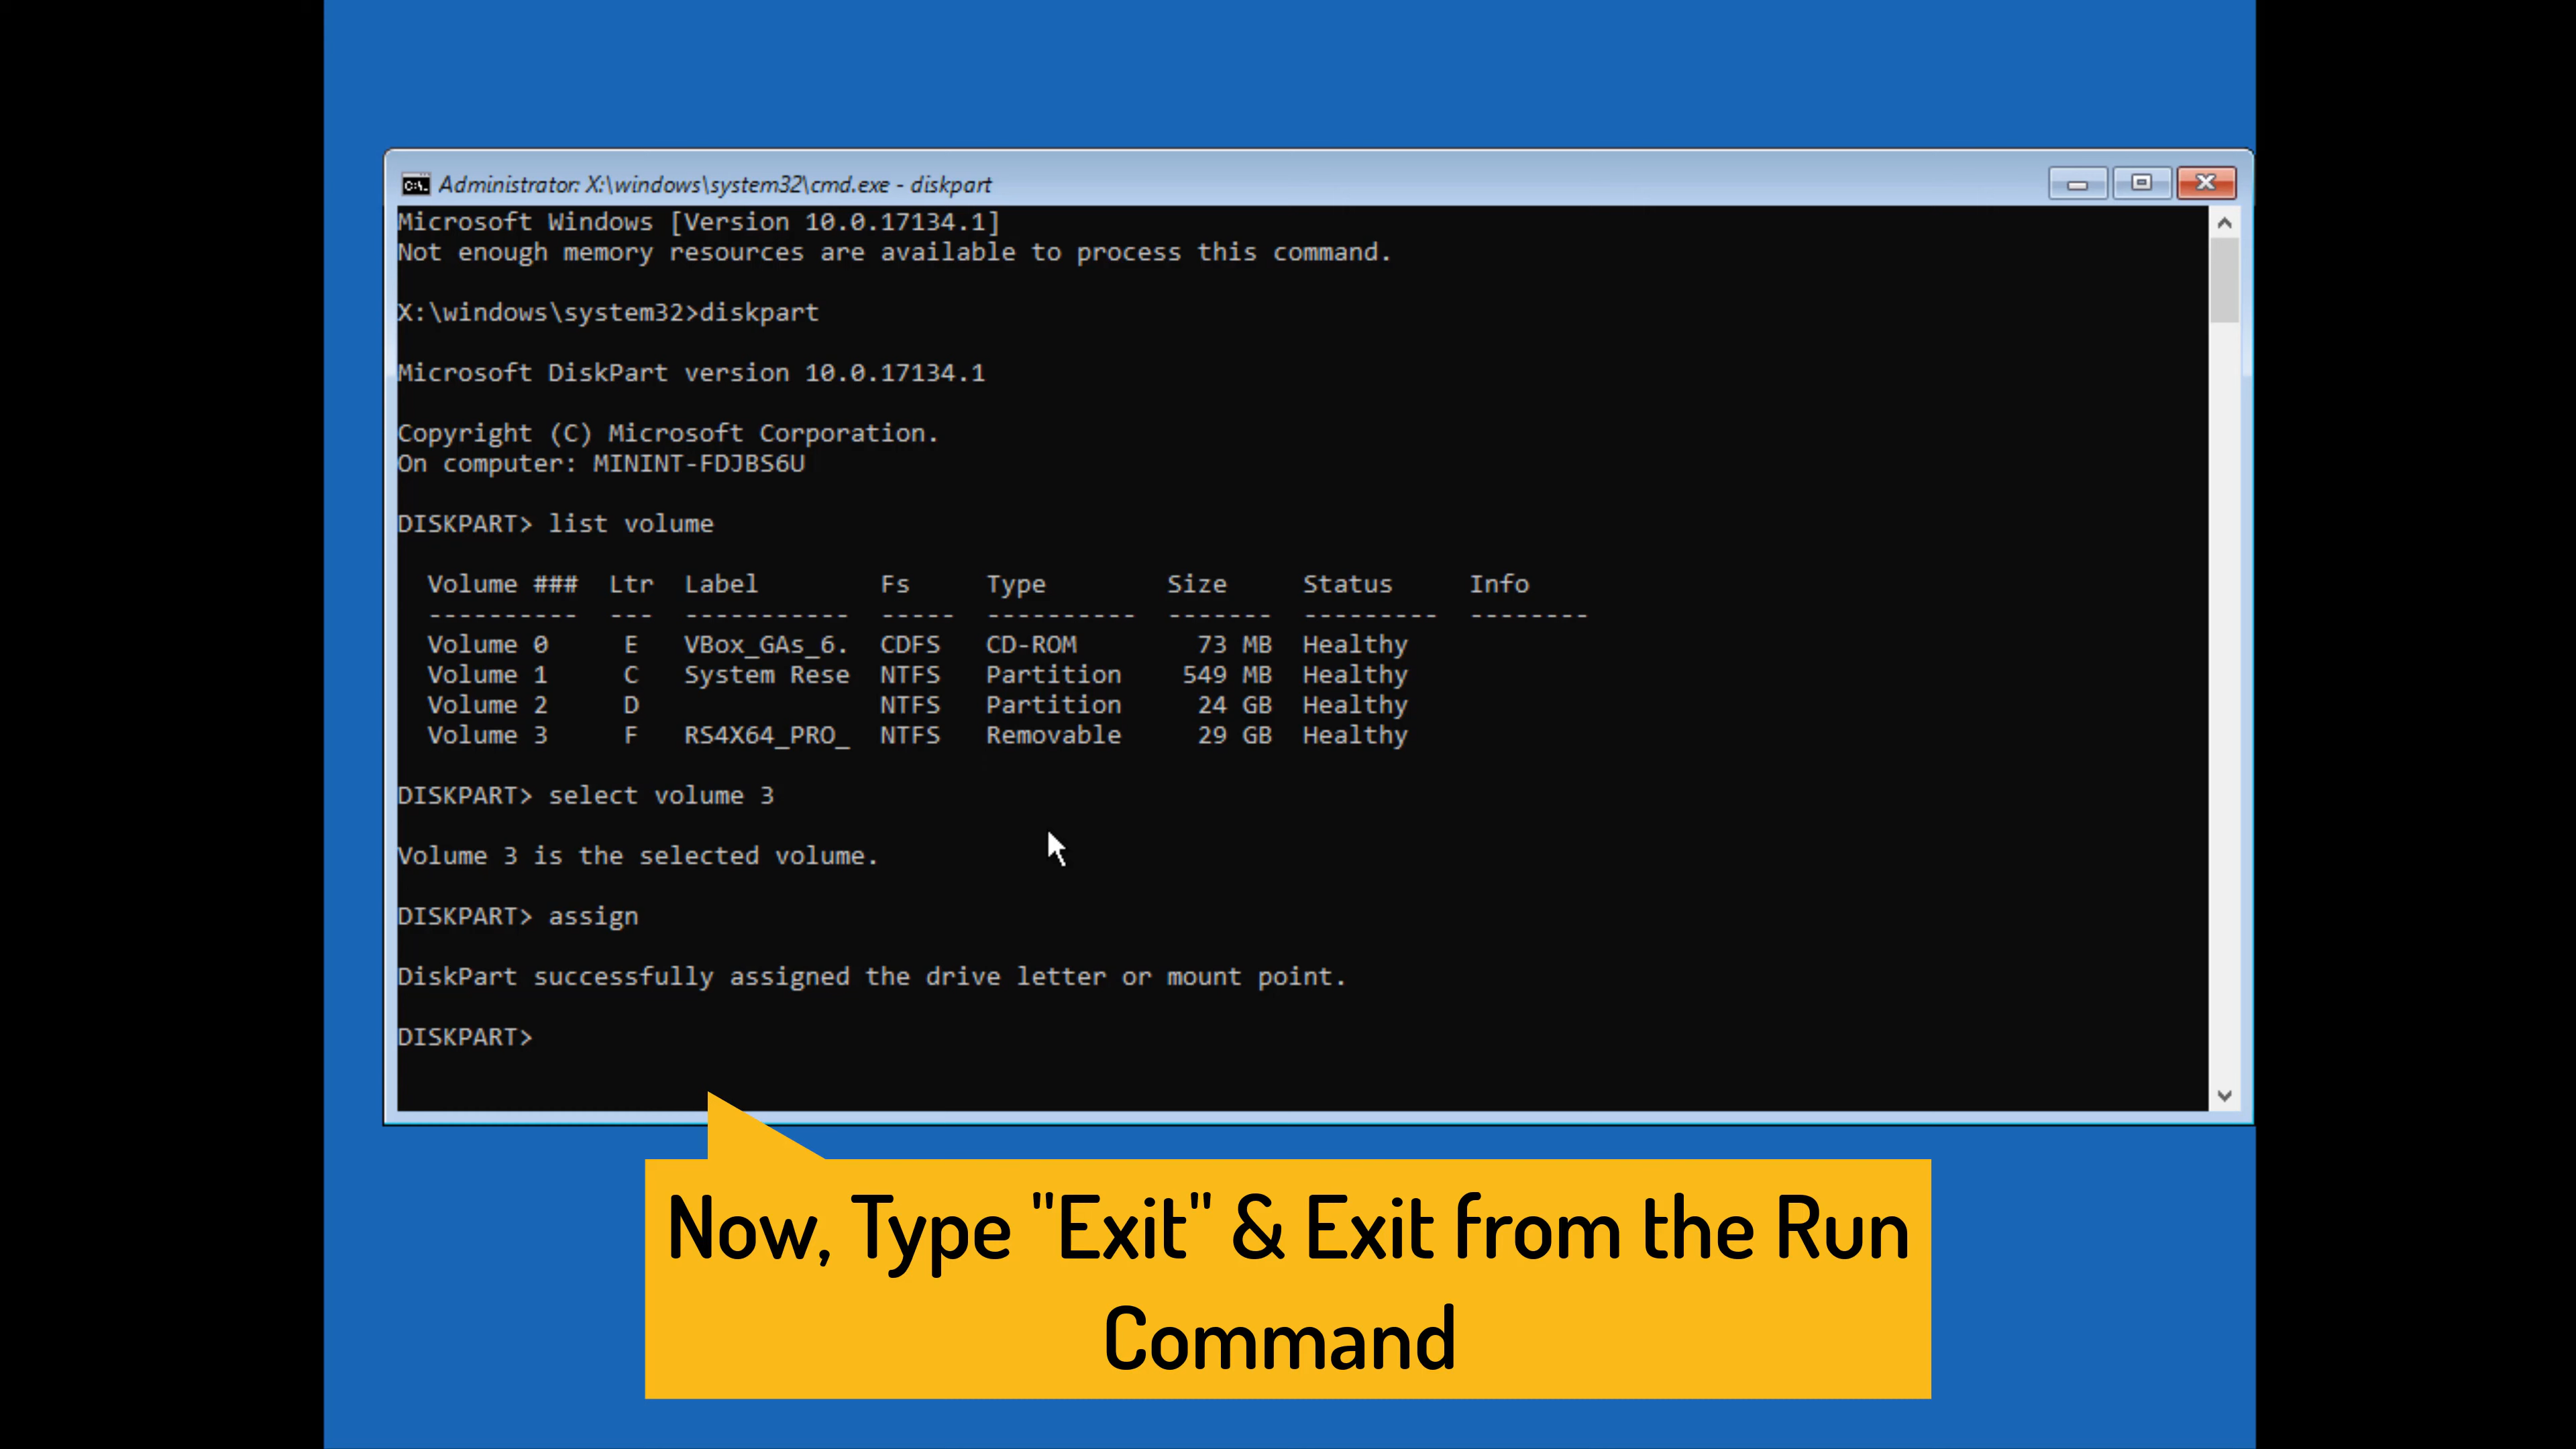 Administrator: X:\windows\system32\cmd.exe - diskpart
Microsoft Windows [Version 10.0.17134.1]
Not enough memory resources are available to process this command.
X:\windows\system32>diskpart
Microsoft DiskPart version 10.0.17134.1
Copyright (C) Microsoft Corporation.
On computer: MININT-FDJBS6U
DISKPART> list volume
Volume ###  Ltr  Label        Fs     Type        Size     Status     Info
----------  ---  -----------  -----  ----------  -------  ---------  --------
Volume 0     E   VBox_GAs_6.  CDFS   CD-ROM        73 MB  Healthy
Volume 1     C   System Rese  NTFS   Partition    549 MB  Healthy
Volume 2     D                NTFS   Partition     24 GB  Healthy
Volume 3     F   RS4X64_PRO_  NTFS   Removable     29 GB  Healthy
DISKPART> select volume 3
Volume 3 is the selected volume.
DISKPART> assign
DiskPart successfully assigned the drive letter or mount point.
DISKPART>
Now, Type "Exit" & Exit from the Run
Command